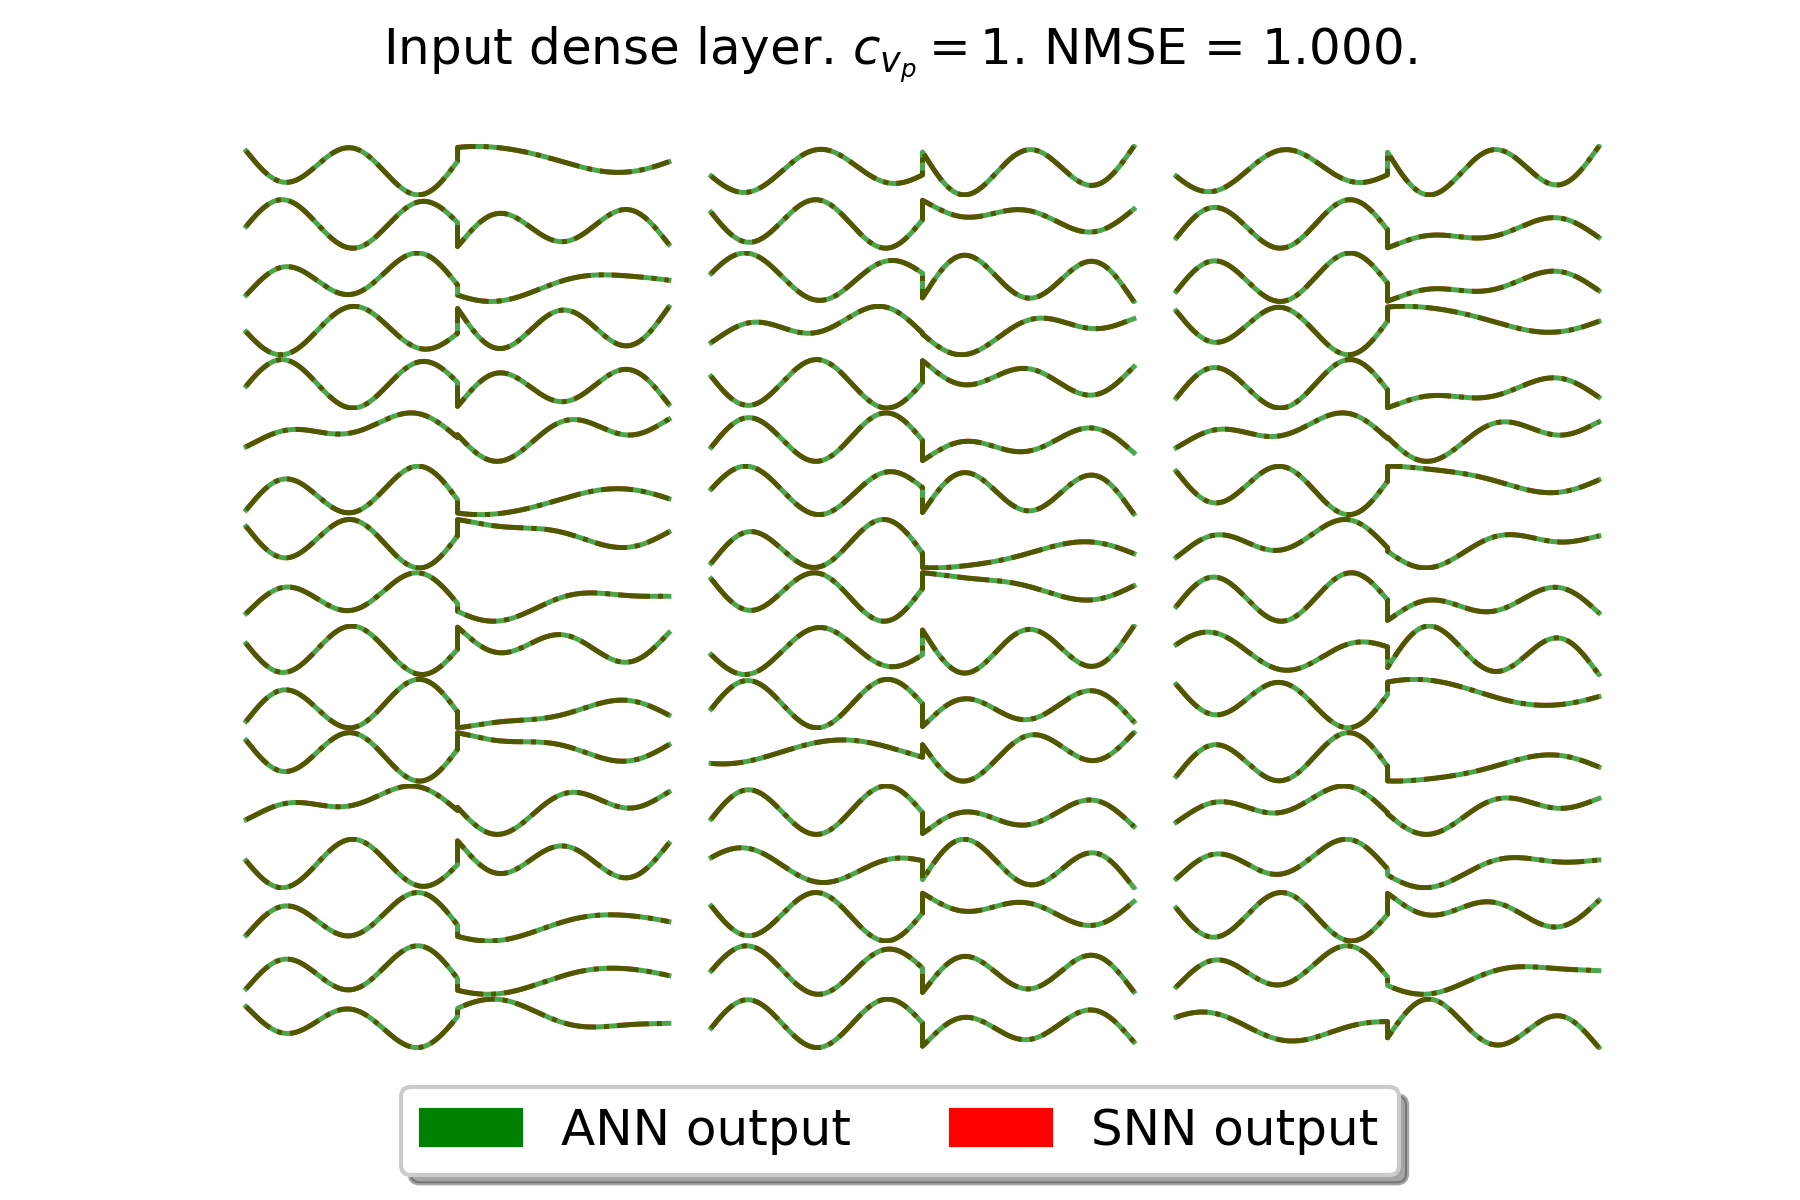 Input dense layer. $c_{v_p} = 1$. NMSE = 1.000.
ANN output
SNN output